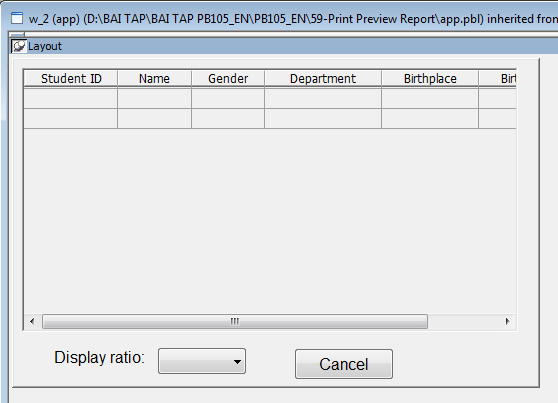 w_2 (app) (D:\BAI TAP\BAI TAP PB105_EN\PB105_EN\59-Print Preview Report\app.pbl) inherited from
Layout
Student ID Name Gender Department Birthplace Birt
Display ratio: Cancel